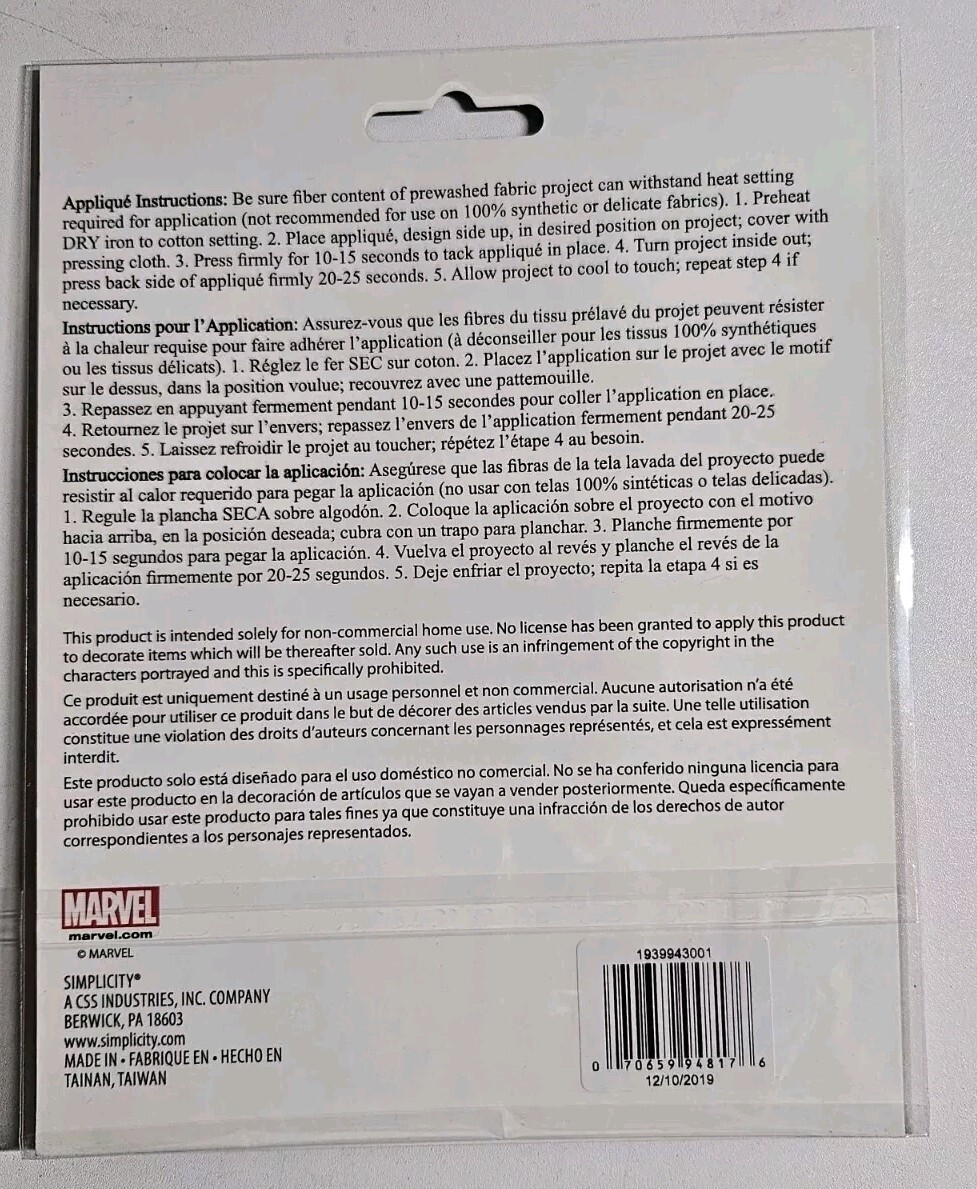 Appliqué Instructions: Be sure fiber content of prewashed fabric project can withstand heat setting
required for application (not recommended for use on 100% synthetic or delicate fabrics). 1. Preheat
DRY iron to cotton setting. 2. Place appliqué, design side up, in desired position on project; cover with
pressing cloth. 3. Press firmly for 10-15 seconds to tack appliqué in place. 4. Turn project inside out;
press back side of appliqué firmly 20-25 seconds. 5. Allow project to cool to touch; repeat step 4 if
necessary.
Instructions pour l'Application: Assurez-vous que les fibres du tissu prélavé du projet peuvent résister
à la chaleur requise pour faire adhérer l'application (à déconseiller pour les tissus 100% synthétiques
ou les tissus délicats). 1. Réglez le fer SEC sur coton. 2. Placez l'application sur le projet avec le motif
sur le dessus, dans la position voulue; recouvrez avec une pattemouille.
3. Repassez en appuyant fermement pendant 10-15 secondes pour coller l'application en place.
4. Retournez le projet sur l'envers; repassez l'envers de l'application fermement pendant 20-25
secondes. 5. Laissez refroidir le projet au toucher; répétez l'étape 4 au besoin.
Instrucciones para colocar la aplicación: Asegúrese que las fibras de la tela lavada del proyecto puede
resistir al calor requerido para pegar la aplicación (no usar con telas 100% sintéticas o telas delicadas).
1. Regule la plancha SECA sobre algodón. 2. Coloque la aplicación sobre el proyecto con el motivo
hacia arriba, en la posición deseada; cubra con un trapo para planchar. 3. Planche firmemente por
10-15 segundos para pegar la aplicación. 4. Vuelva el proyecto al revés y planche el revés de la
aplicación firmemente por 20-25 segundos. 5. Deje enfriar el proyecto; repita la etapa 4 si es
necesario.
This product is intended solely for non-commercial home use. No license has been granted to apply this product
to decorate items which will be thereafter sold. Any such use is an infringement of the copyright in the
characters portrayed and this is specifically prohibited.
Ce produit est uniquement destiné à un usage personnel et non commercial. Aucune autorisation n'a été
accordée pour utiliser ce produit dans le but de décorer des articles vendus par la suite. Une telle utilisation
constitue une violation des droits d'auteurs concernant les personnages représentés, et cela est expressément
interdit.
Este producto solo está diseñado para el uso doméstico no comercial. No se ha conferido ninguna licencia para
usar este producto en la decoración de artículos que se vayan a vender posteriormente. Queda específicamente
prohibido usar este producto para tales fines ya que constituye una infracción de los derechos de autor
correspondientes a los personajes representados.
MARVEL
marvel.com
© MARVEL
SIMPLICITY®
A CSS INDUSTRIES, INC. COMPANY
BERWICK, PA 18603
www.simplicity.com
MADE IN • FABRIQUE EN • HECHO EN
TAINAN, TAIWAN
1939943001
0 70659 94817 6
12/10/2019